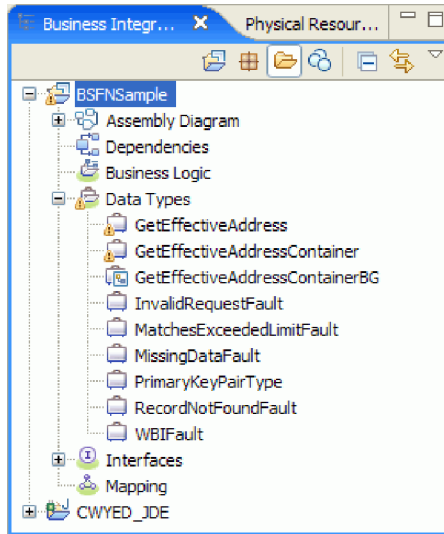 Business Integr... Physical Resour...
BSFNSample
Assembly Diagram
Dependencies
Business Logic
Data Types
GetEffectiveAddress
GetEffectiveAddressContainer
GetEffectiveAddressContainerBG
InvalidRequestFault
MatchesExceededLimitFault
MissingDataFault
PrimaryKeyPairType
RecordNotFoundFault
WBIFault
Interfaces
Mapping
CWYED_JDE